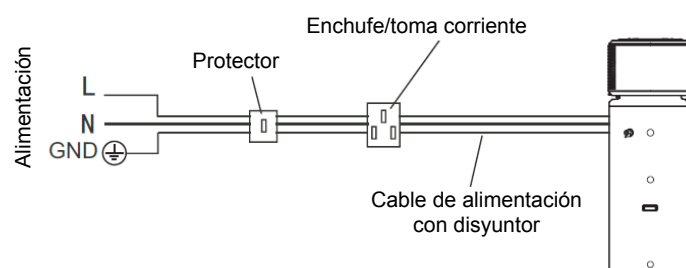 Enchufe/toma corriente
Protector
Alimentación
L
N
GND
Cable de alimentación
con disyuntor